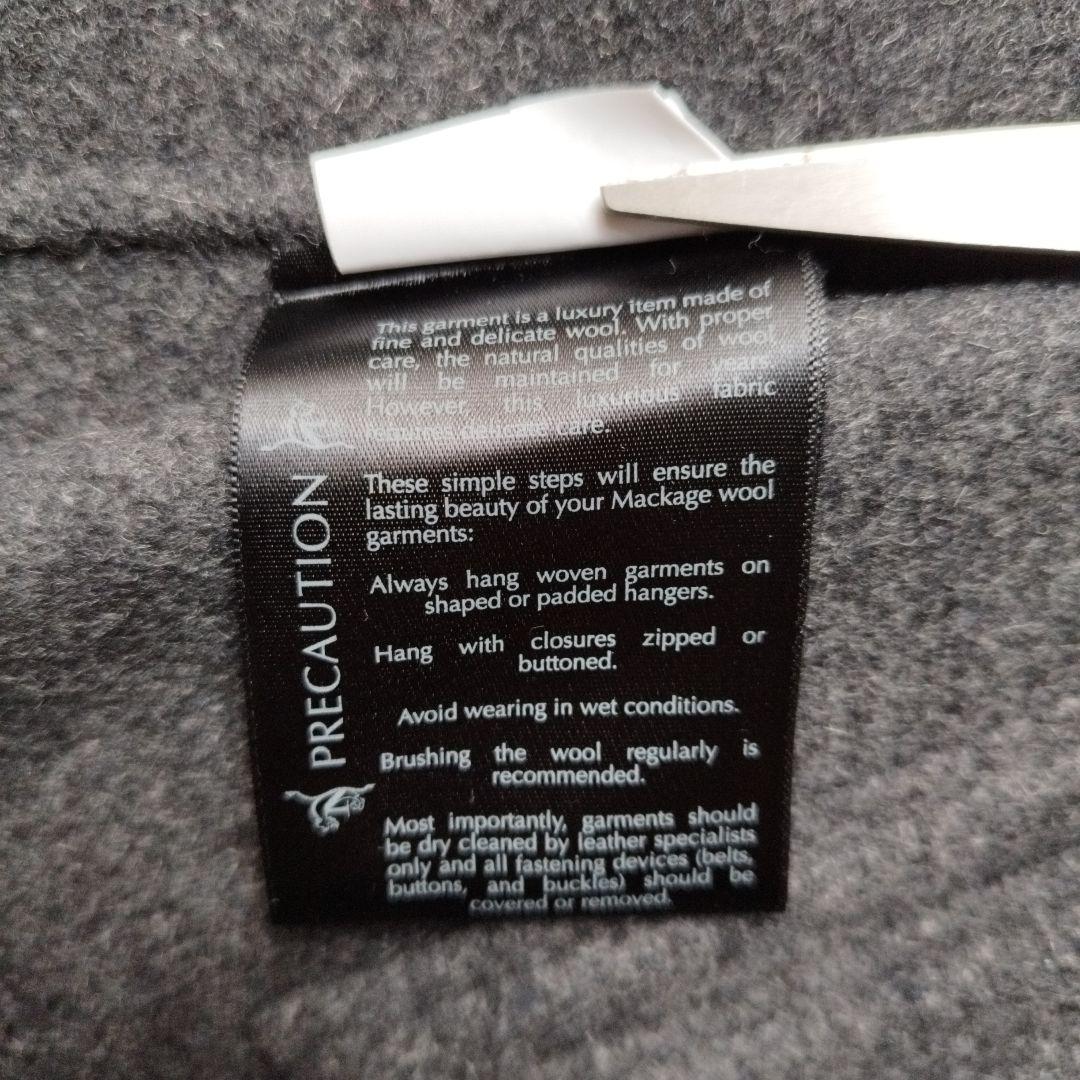 This garment is a luxury item made of
fine and delicate wool. With proper
care, the natural qualities of wool
will be maintained for years.
However this luxurious fabric
requires delicate care.
These simple steps will ensure the
lasting beauty of your Mackage wool
garments:
Always hang woven garments on
shaped or padded hangers.
Hang with closures zipped or
buttoned.
Avoid wearing in wet conditions.
Brushing the wool regularly is
recommended.
Most importantly, garments should
be dry cleaned by leather specialists
only and all fastening devices (belts,
buttons, and buckles) should be
covered or removed.
PRECAUTION